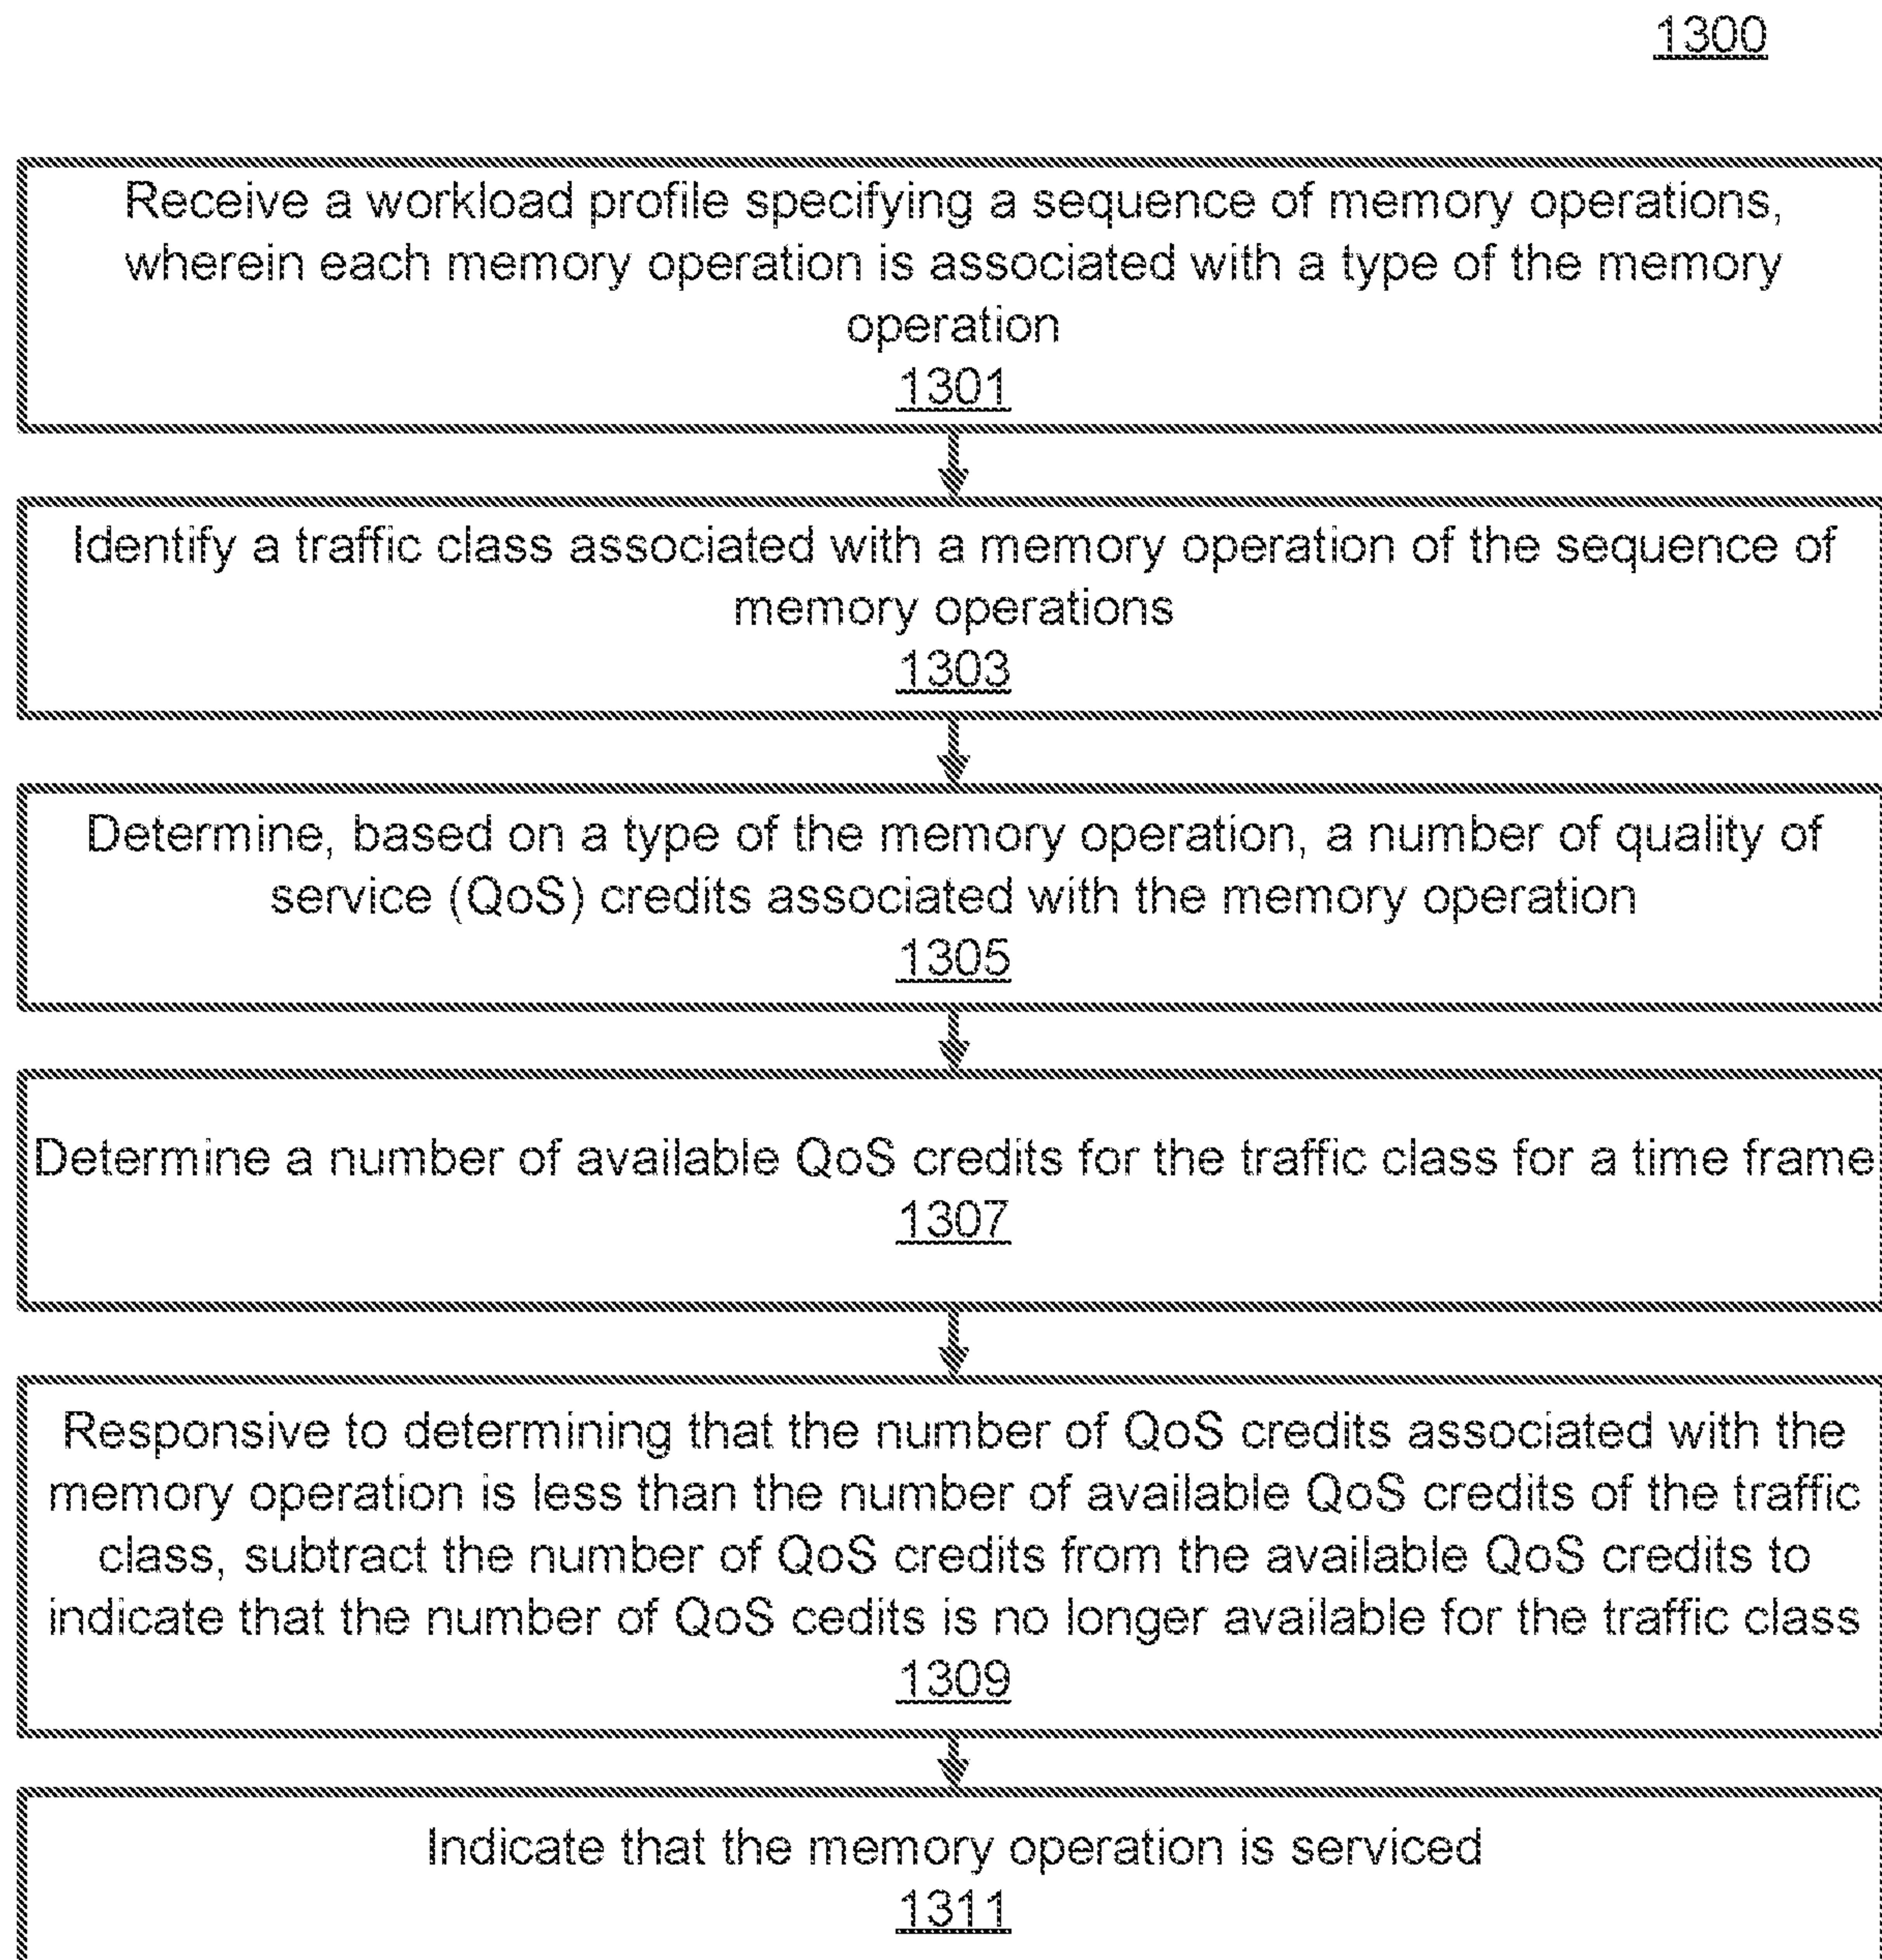 1300
Receive a workload profile specifying a sequence of memory operations,
wherein each memory operation is associated with a type of the memory
operation
1301
Identify a traffic class associated with a memory operation of the sequence of
memory operations
1303
Determine, based on a type of the memory operation, a number of quality of
service (QoS) credits associated with the memory operation
1305
Determine a number of available QoS credits for the traffic class for a time frame
1307
Responsive to determining that the number of QoS credits associated with the
memory operation is less than the number of available QoS credits of the traffic
class, subtract the number of QoS credits from the available QoS credits to
indicate that the number of QoS cedits is no longer available for the traffic class
1309
Indicate that the memory operation is serviced
1311